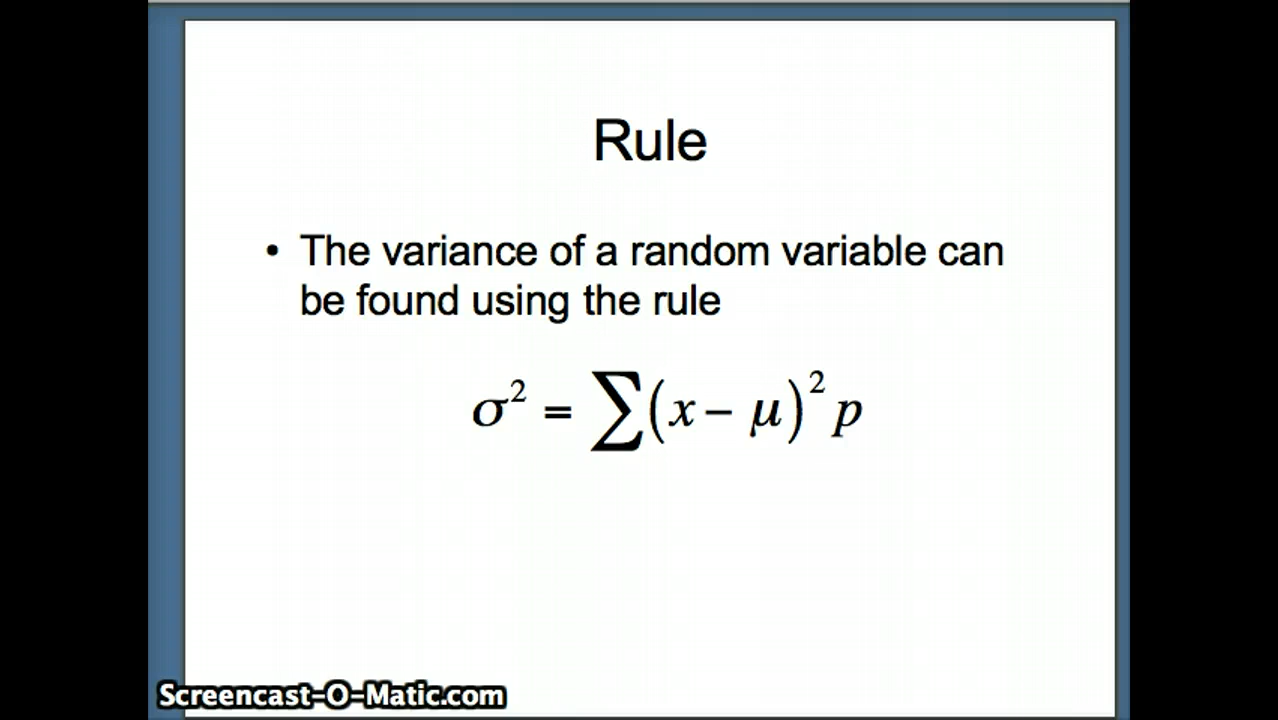 Rule
• The variance of a random variable can
be found using the rule
σ² = ∑(x − μ)² p
Screencast-O-Matic.com